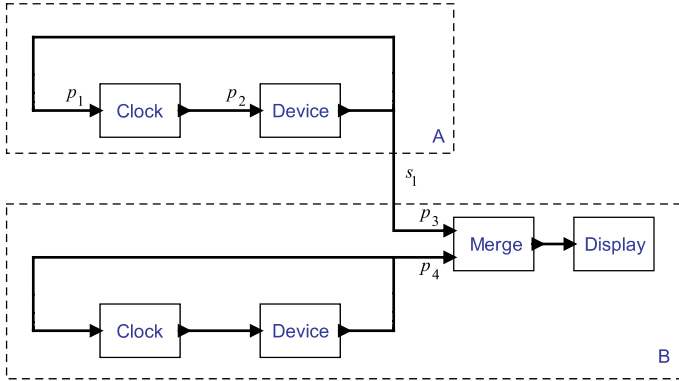 p1
Clock
p2
Device
A
s1
p3
Merge
Display
p4
Clock
Device
B